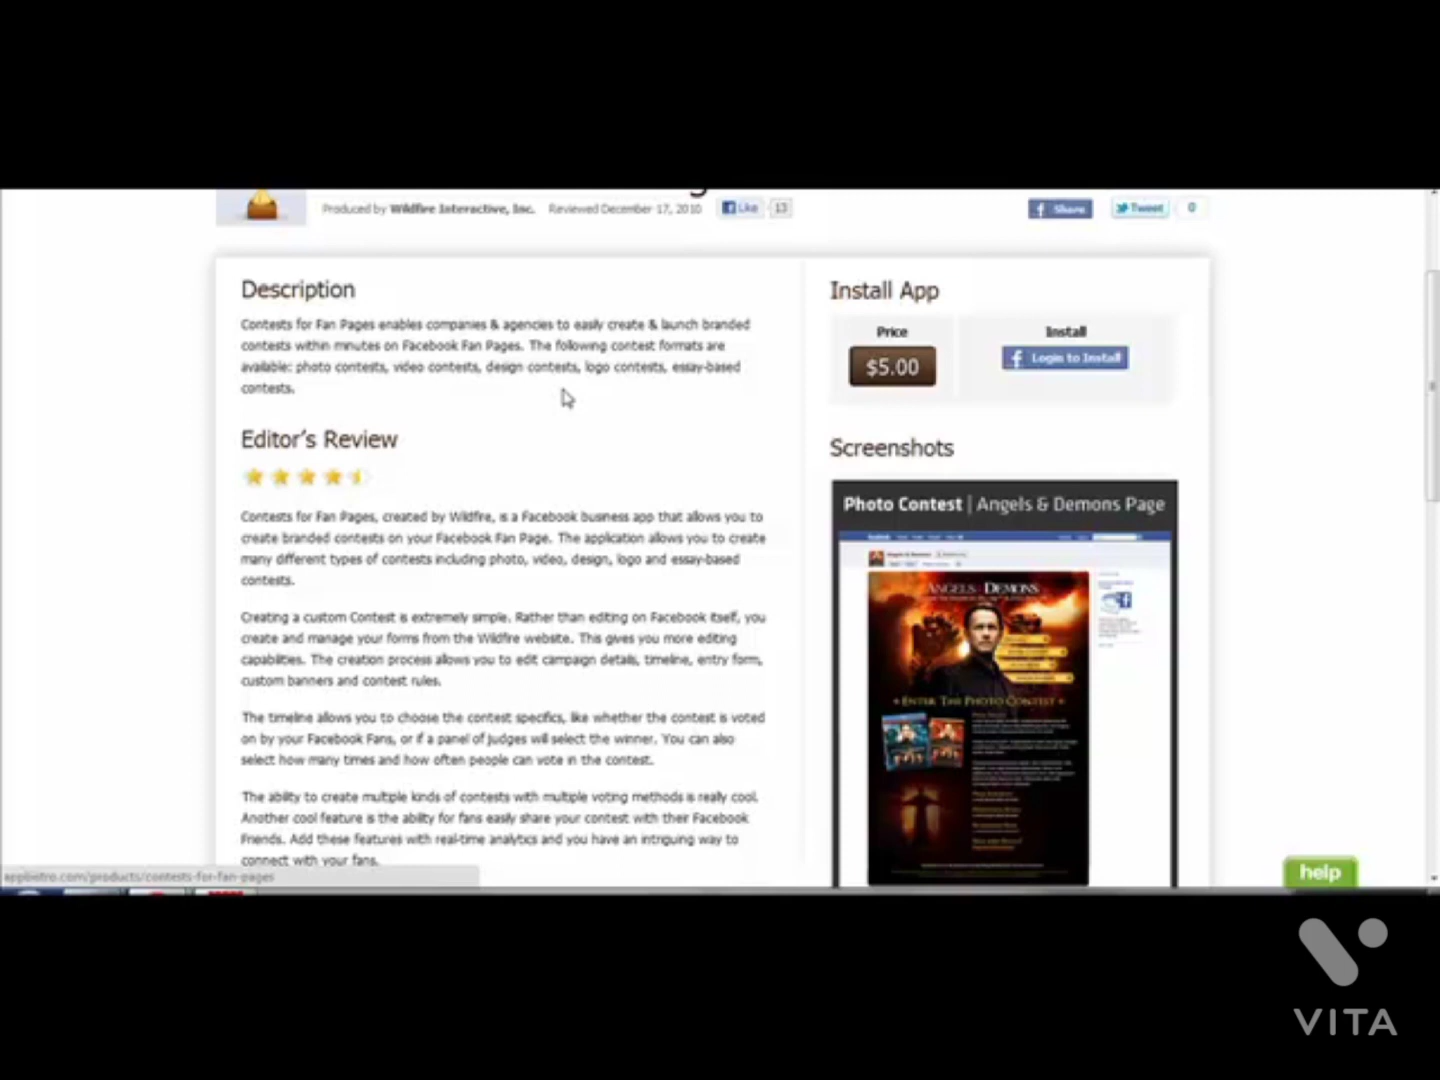 Produced by Wildfire Interactive, Inc. Reviewed December 17, 2010 Like 13
Share Tweet 0
Description
Contests for Fan Pages enables companies & agencies to easily create & launch branded
contests within minutes on Facebook Fan Pages. The following contest formats are
available: photo contests, video contests, design contests, logo contests, essay-based
contests.
Editor's Review
Contests for Fan Pages, created by Wildfire, is a Facebook business app that allows you to
create branded contests on your Facebook Fan Page. The application allows you to create
many different types of contests including photo, video, design, logo and essay-based
contests.
Creating a custom Contest is extremely simple. Rather than editing on Facebook itself, you
create and manage your forms from the Wildfire website. This gives you more editing
capabilities. The creation process allows you to edit campaign details, timeline, entry form,
custom banners and contest rules.
The timeline allows you to choose the contest specifics, like whether the contest is voted
on by your Facebook Fans, or if a panel of judges will select the winner. You can also
select how many times and how often people can vote in the contest.
The ability to create multiple kinds of contests with multiple voting methods is really cool.
Another cool feature is the ability for fans easily share your contest with their Facebook
Friends. Add these features with real-time analytics and you have an intriguing way to
connect with your fans.
appbistro.com/products/contests-for-fan-pages
Install App
Price Install
$5.00 Login to Install
Screenshots
Photo Contest | Angels & Demons Page
ANGELS & DEMONS
ENTER THE PHOTO CONTEST
help
VITA